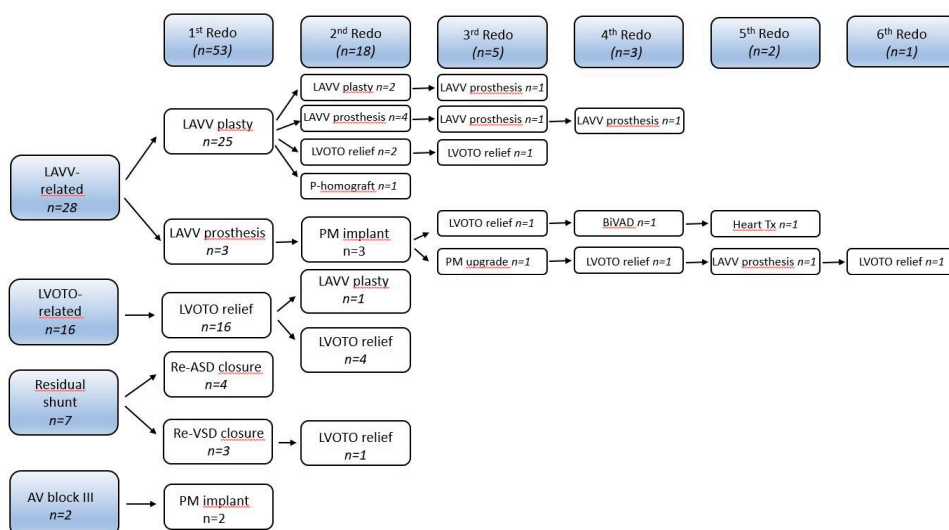 1st Redo
(n=53)
2nd Redo
(n=18)
3rd Redo
(n=5)
4th Redo
(n=3)
5th Redo
(n=2)
6th Redo
(n=1)
LAVV-
related
n=28
LAVV plasty
n=25
LAVV plasty n=2
LAVV prosthesis n=1
LAVV prosthesis n=4
LAVV prosthesis n=1
LAVV prosthesis n=1
LVOTO relief n=2
LVOTO relief n=1
P-homograft n=1
LAVV prosthesis
n=3
PM implant
n=3
LVOTO relief n=1
BiVAD n=1
Heart Tx n=1
PM upgrade n=1
LVOTO relief n=1
LAVV prosthesis n=1
LVOTO relief n=1
LVOTO-
related
n=16
LVOTO relief
n=16
LAVV plasty
n=1
LVOTO relief
n=4
Residual
shunt
n=7
Re-ASD closure
n=4
Re-VSD closure
n=3
LVOTO relief
n=1
AV block III
n=2
PM implant
n=2